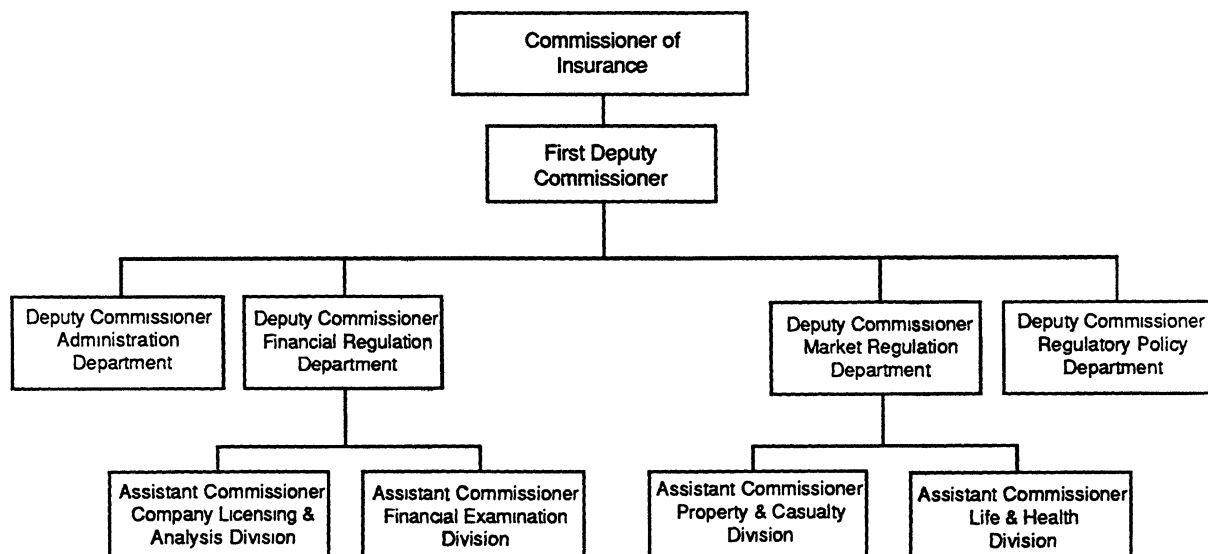 Commissioner of
Insurance
First Deputy
Commissioner
Deputy Commissioner
Administration
Department
Deputy Commissioner
Financial Regulation
Department
Deputy Commissioner
Market Regulation
Department
Deputy Commissioner
Regulatory Policy
Department
Assistant Commissioner
Company Licensing &
Analysis Division
Assistant Commissioner
Financial Examination
Division
Assistant Commissioner
Property & Casualty
Division
Assistant Commissioner
Life & Health
Division